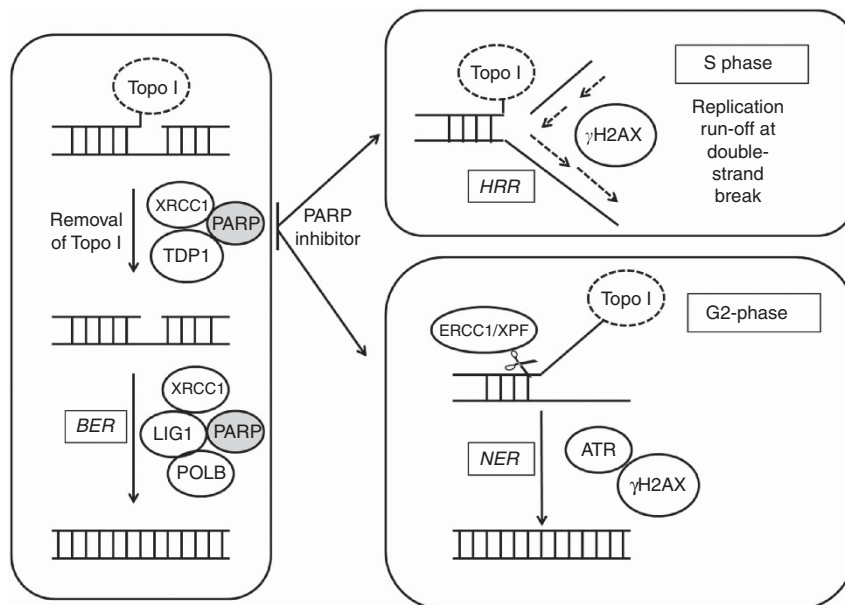 Topo I
Removal
of Topo I
XRCC1
PARP
TDP1
BER
XRCC1
LIG1
PARP
POLB
PARP
inhibitor
Topo I
S phase
γH2AX
HRR
Replication
run-off at
double-
strand
break
Topo I
G2-phase
ERCC1/XPF
NER
ATR
γH2AX